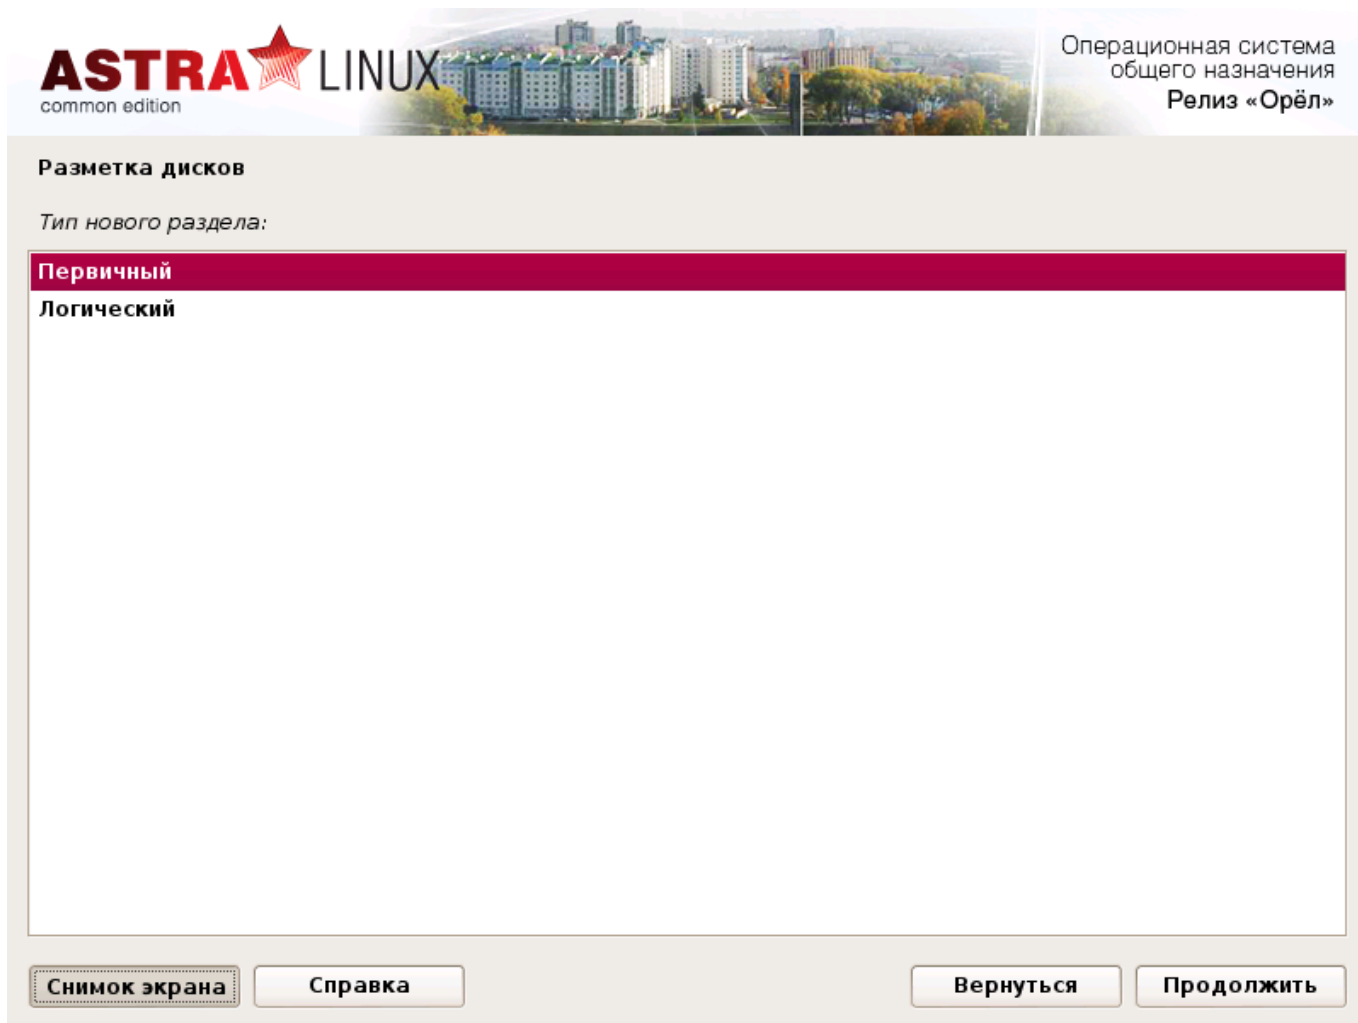 ASTRA LINUX
common edition
Операционная система
общего назначения
Релиз «Орёл»
Разметка дисков
Тип нового раздела:
Первичный
Логический
Снимок экрана
Справка
Вернуться
Продолжить